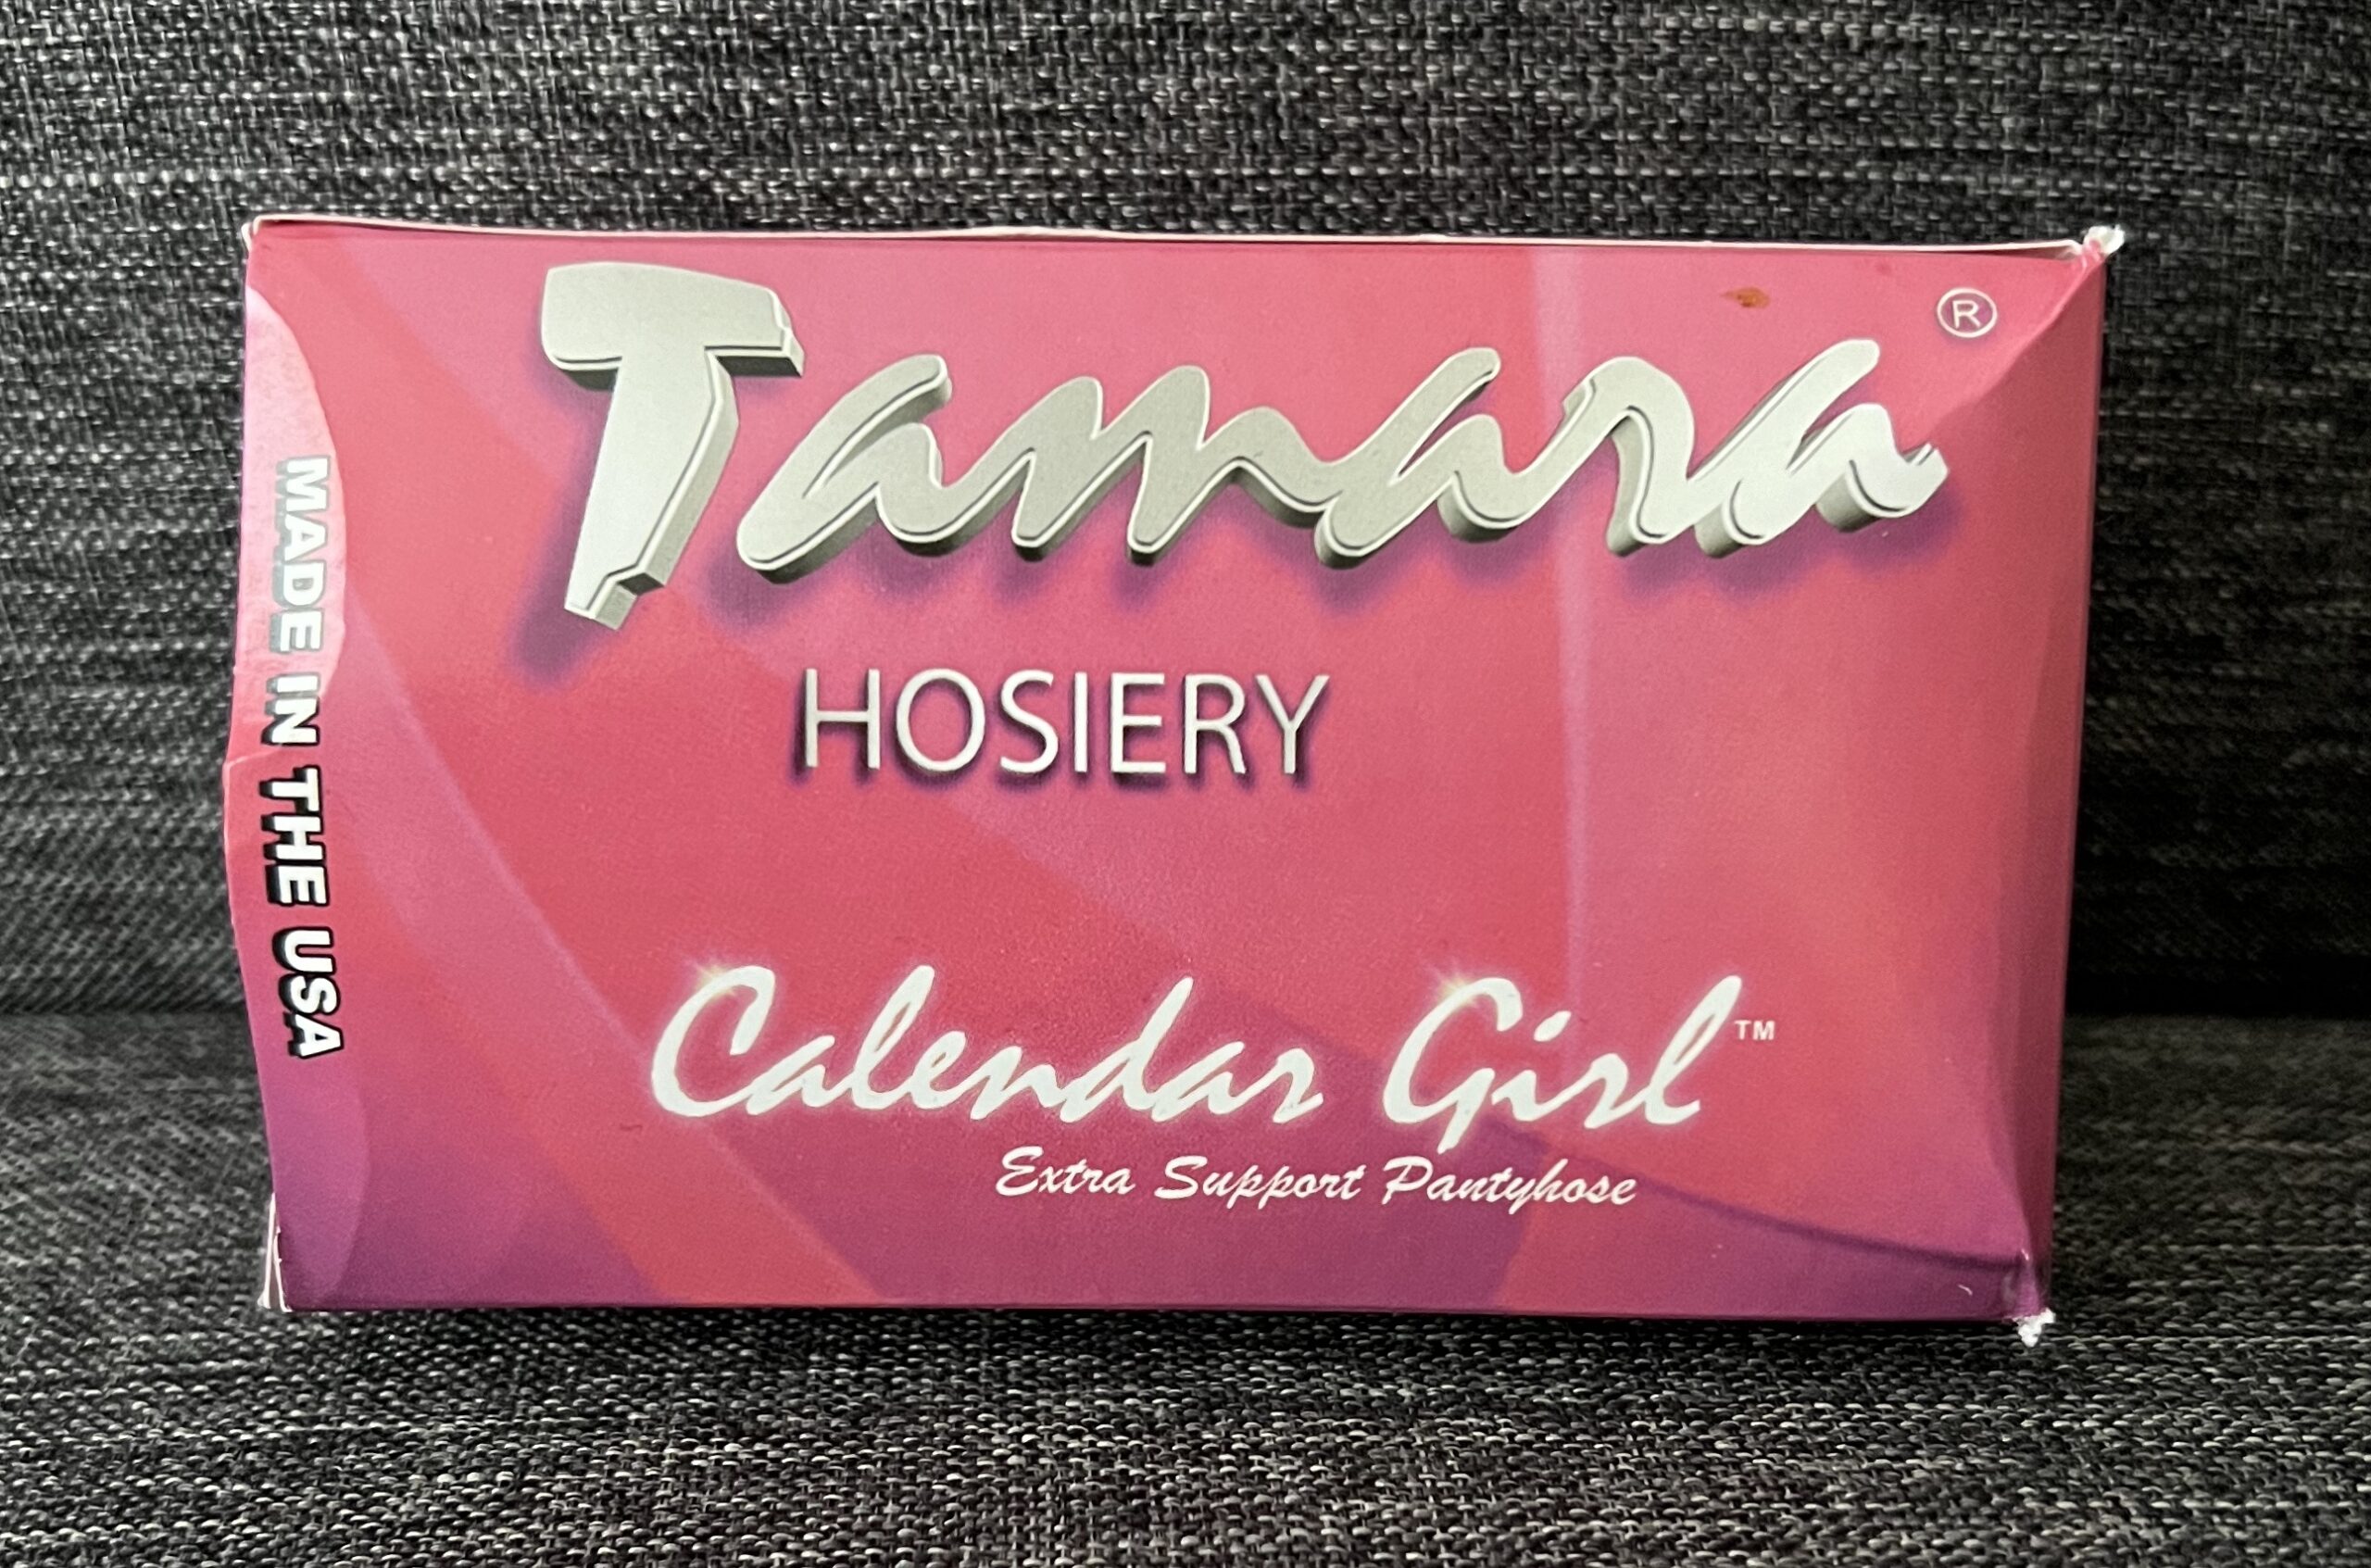 Tamara®
HOSIERY
Calendar Girl™
Extra Support Pantyhose
MADE IN THE USA